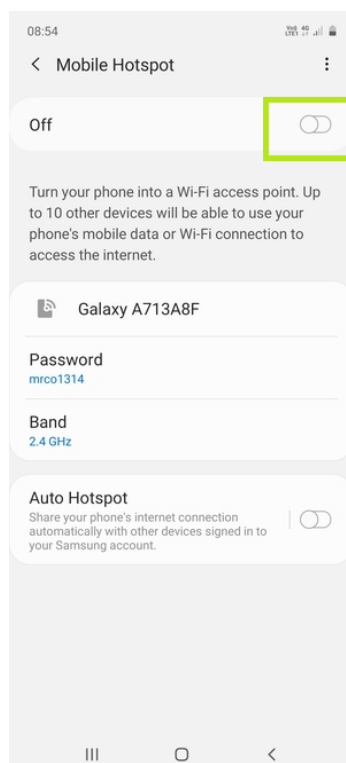 08:54
Vo) 4G
LTE1
Mobile Hotspot
Off
Turn your phone into a Wi-Fi access point. Up
to 10 other devices will be able to use your
phone's mobile data or Wi-Fi connection to
access the internet.
Galaxy A713A8F
Password
mrco1314
Band
2.4 GHz
Auto Hotspot
Share your phone's internet connection
automatically with other devices signed in to
your Samsung account.